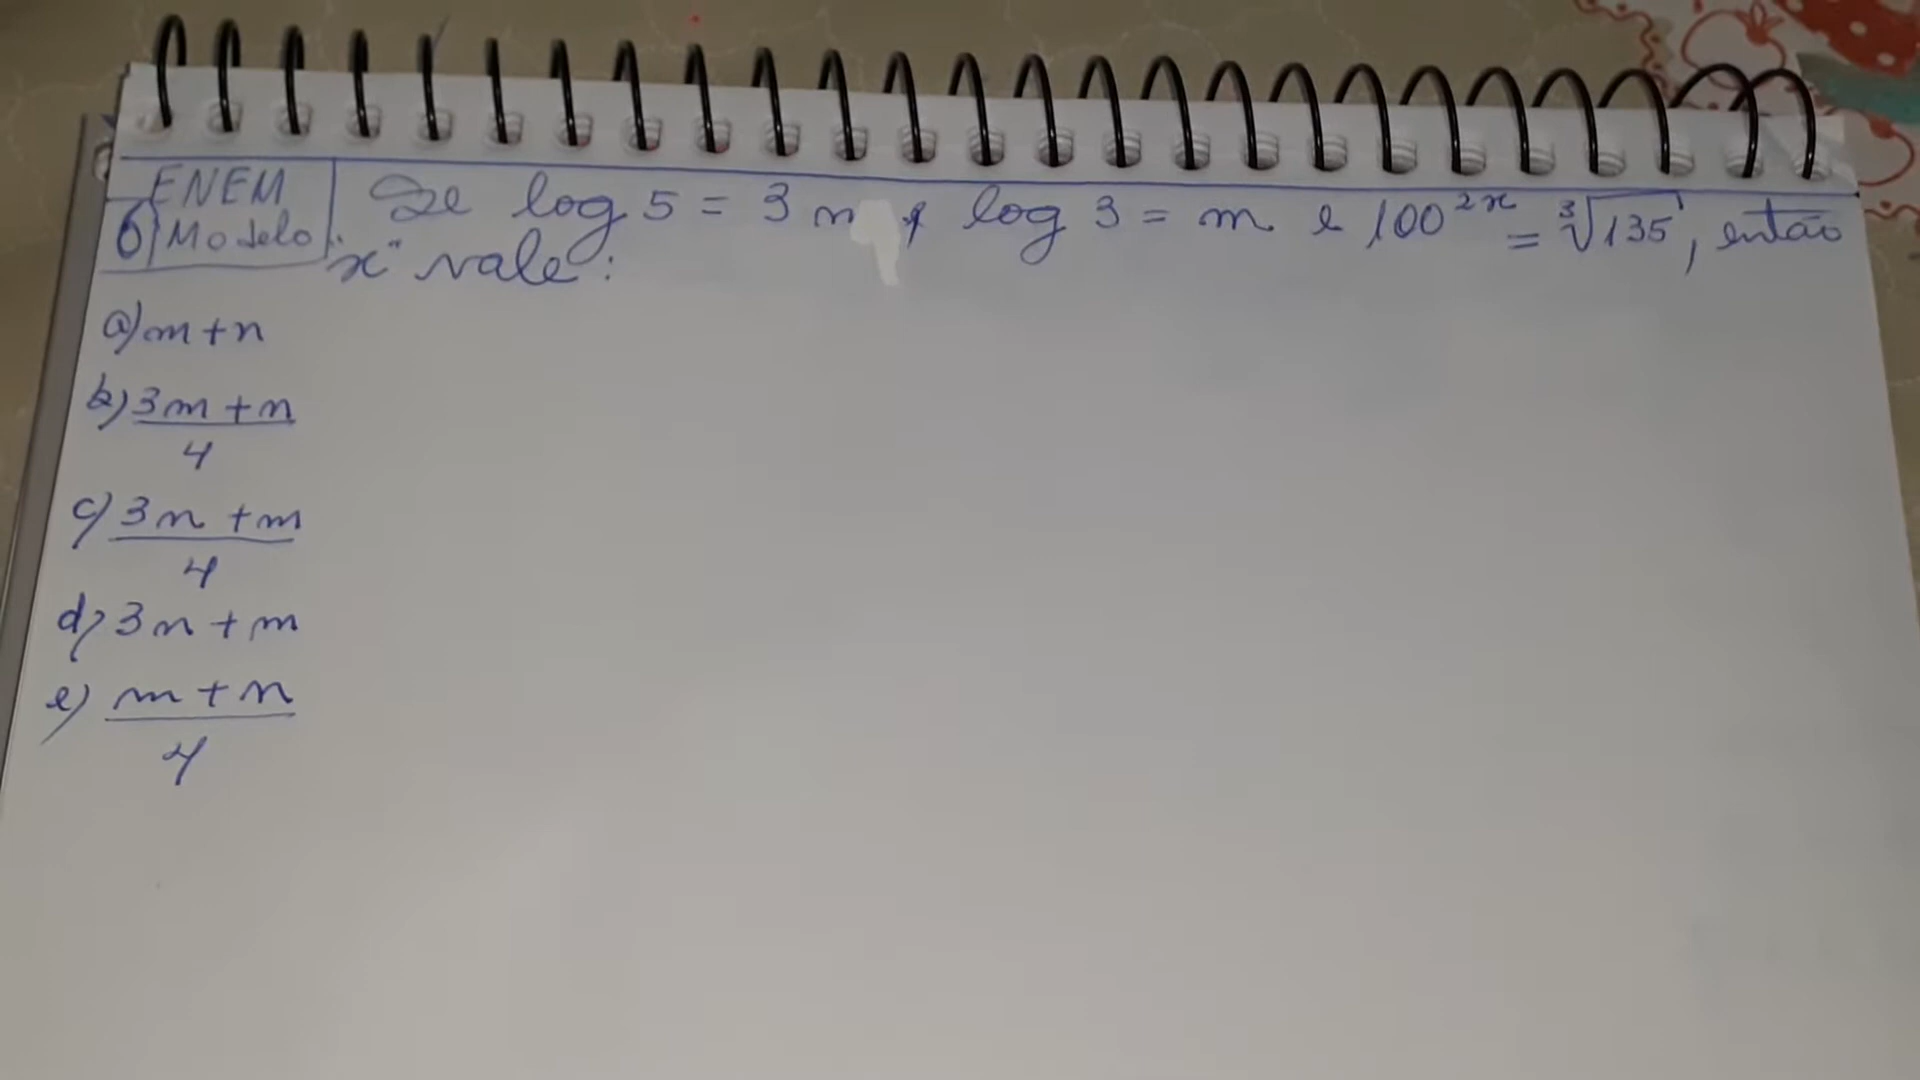 ENEM
6) Modelo
Se log 5 = 3n e log 3 = m e 100^{2x} = ∛135, então
"x" vale:
a) m + n
b) 3m + n / 4
c) 3n + m / 4
d) 3n + m
e) m + n / 4